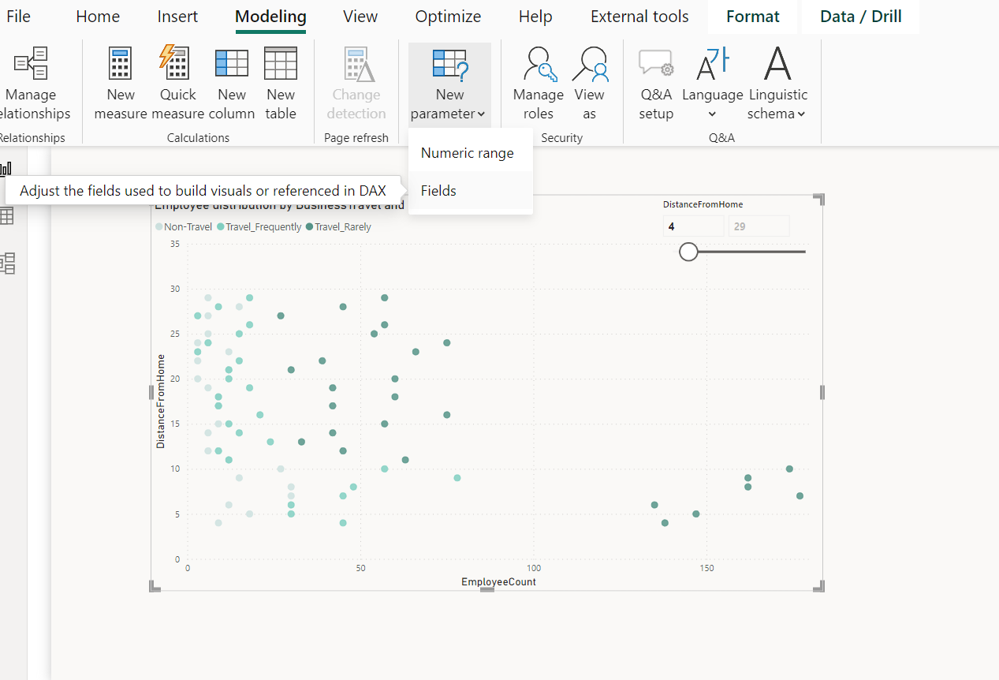 File Home Insert Modeling View Optimize Help External tools Format Data / Drill
Manage
elationships
New
measure
Quick
measure
New
column
New
table
Change
detection
New
parameter
Manage
roles
View
as
Q&A
setup
Language
Linguistic
schema
Relationships Calculations Page refresh Security Q&A
Numeric range
Fields
Adjust the fields used to build visuals or referenced in DAX
Employee distribution by BusinessTravel and
Non-Travel Travel_Frequently Travel_Rarely
DistanceFromHome
4 29
35
30
25
20
15
10
5
0
DistanceFromHome
0 50 100 150
EmployeeCount